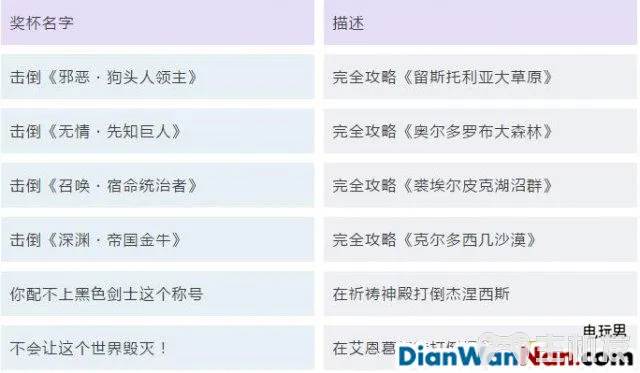 奖杯名字 描述
击倒《邪恶·狗头人领主》 完全攻略《留斯托利亚大草原》
击倒《无情·先知巨人》 完全攻略《奥尔多罗布大森林》
击倒《召唤·宿命统治者》 完全攻略《裘埃尔皮克湖沼群》
击倒《深渊·帝国金牛》 完全攻略《克尔多西几沙漠》
你配不上黑色剑士这个称号 在祈祷神殿打倒杰涅西斯
电玩男
不会让这个世界毁灭！ 在艾恩葛
DianWanNan.com